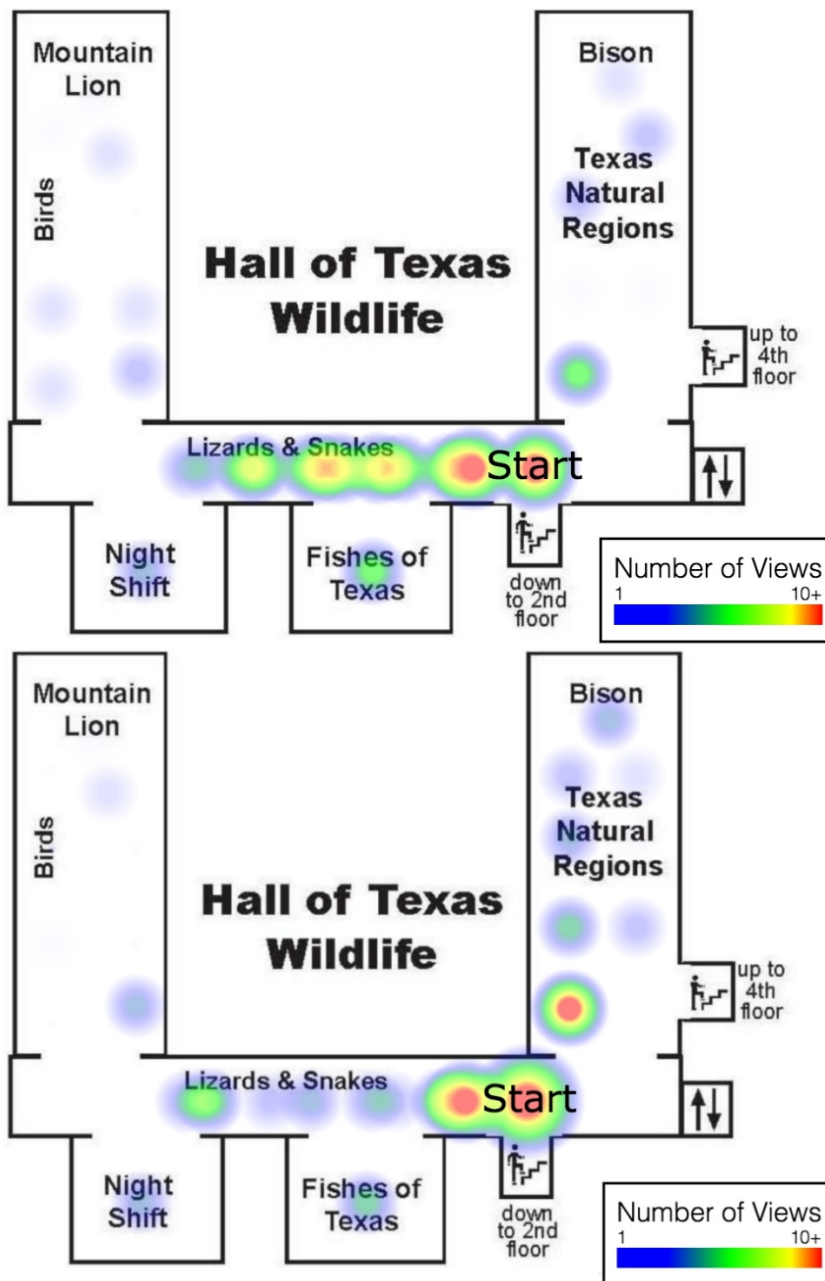 Mountain
Lion
Birds
Hall of Texas
Wildlife
Bison
Texas
Natural
Regions
up to
4th
floor
Lizards & Snakes
Start
Night
Shift
Fishes of
Texas
down
to 2nd
floor
Number of Views
1 10+
Mountain
Lion
Birds
Hall of Texas
Wildlife
Bison
Texas
Natural
Regions
up to
4th
floor
Lizards & Snakes
Start
Night
Shift
Fishes of
Texas
down
to 2nd
floor
Number of Views
1 10+